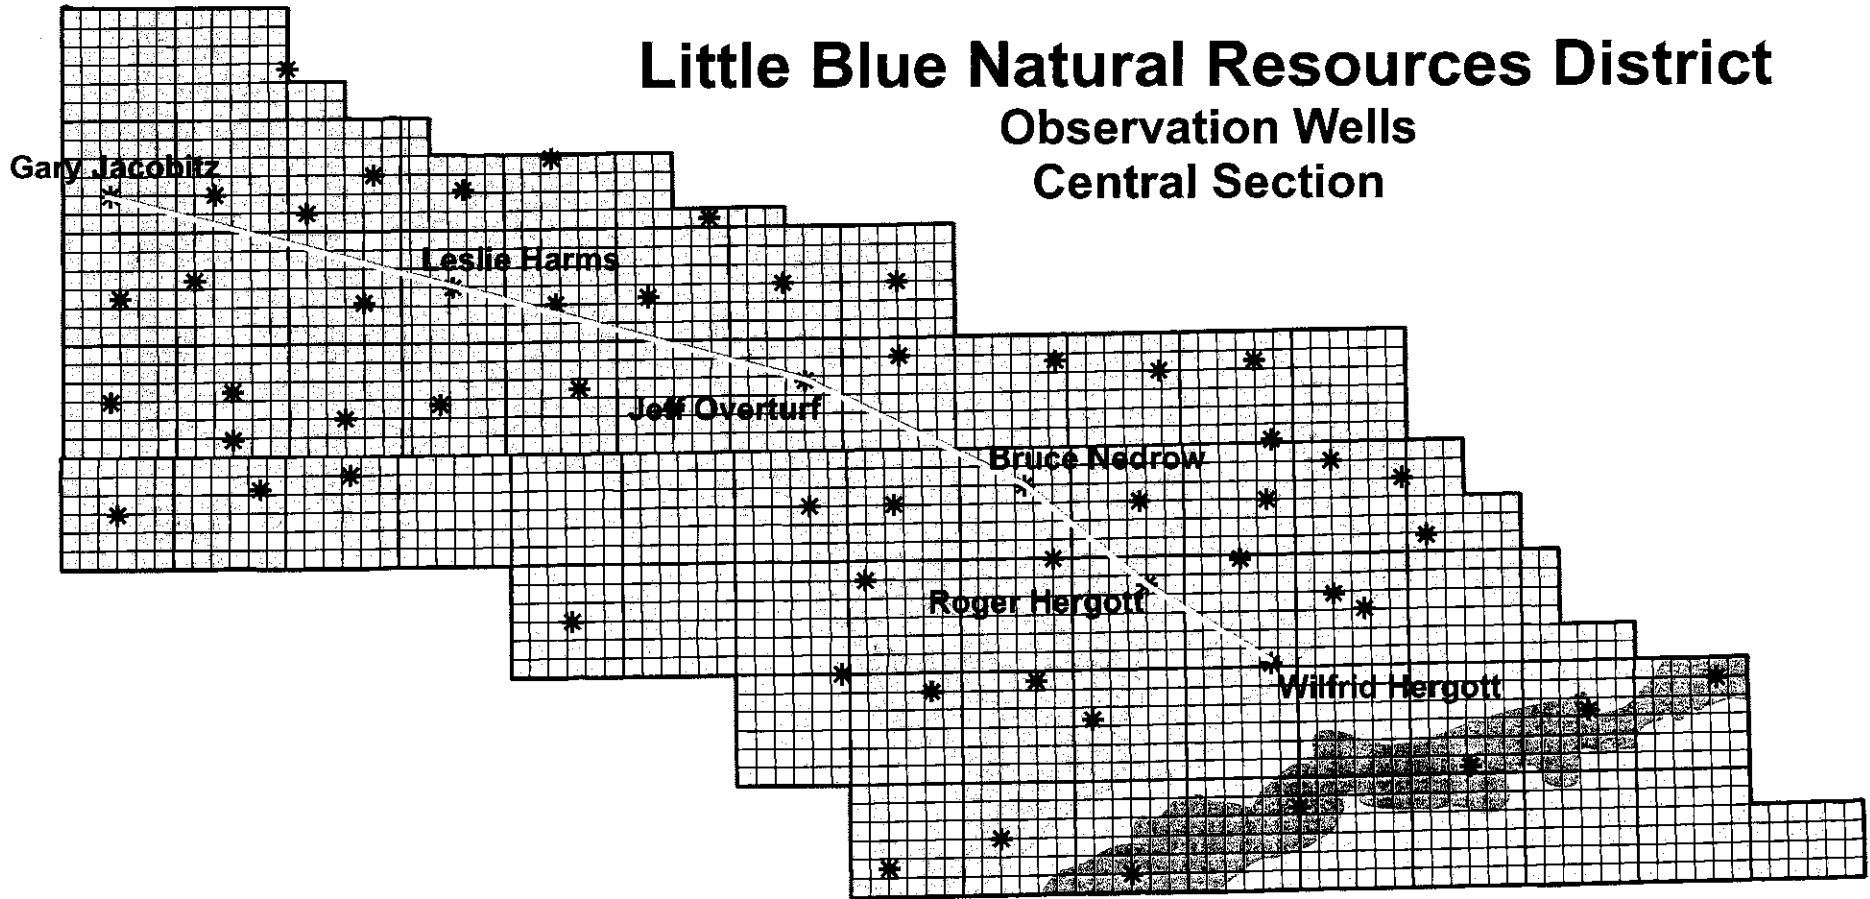 Little Blue Natural Resources District
Observation Wells
Central Section
Gary Jacobitz
Leslie Harms
Jeff Overturf
Bruce Nedrow
Roger Hergott
Wilfrid Hergott